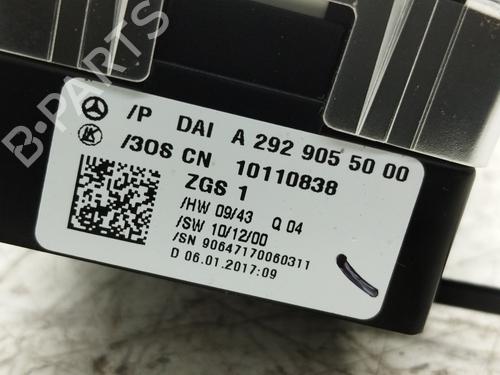 /P DAI A 292 905 50 00
/3OS CN 10110838
ZGS 1
/HW 09/43 Q 04
/SW 10/12/00
/SN 90647170060311
D 06.01.2017:09
B-PARTS